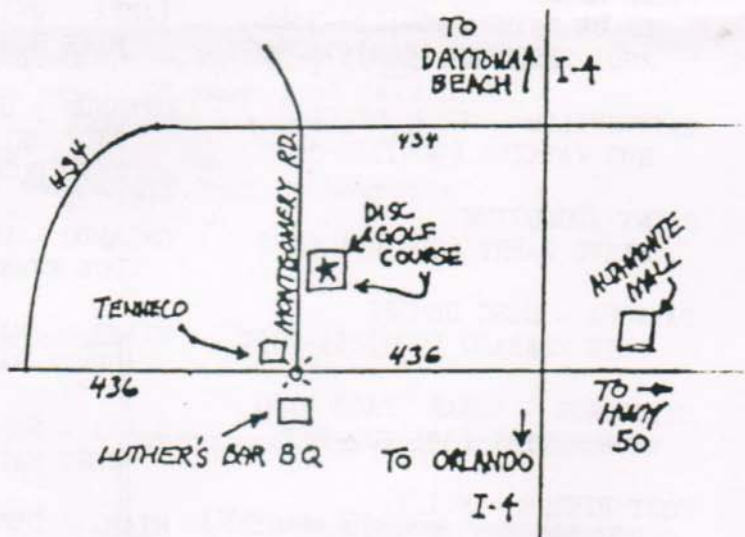 TO
DAYTONA
BEACH
I-4
434
434
MONTGOMERY RD.
DISC
GOLF
COURSE
ALTAMONTE
MALL
TENNECO
436
436
TO
HWY
50
LUTHER'S BAR B Q
TO ORLANDO
I-4